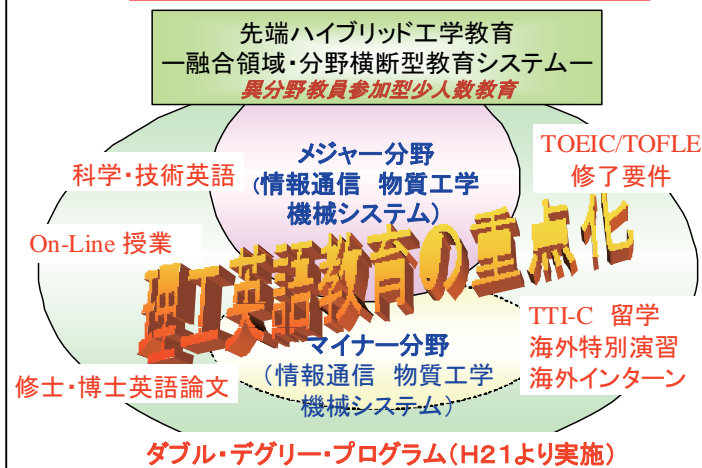 先端ハイブリッド工学教育
－融合領域・分野横断型教育システム－
異分野教員参加型少人数教育
メジャー分野
（情報通信　物質工学
機械システム）
科学・技術英語
TOEIC/TOFLE
修了要件
On-Line 授業
理工英語教育の重点化
マイナー分野
（情報通信　物質工学
機械システム）
TTI-C　留学
海外特別演習
海外インターン
修士・博士英語論文
ダブル・デグリー・プログラム（H21より実施）